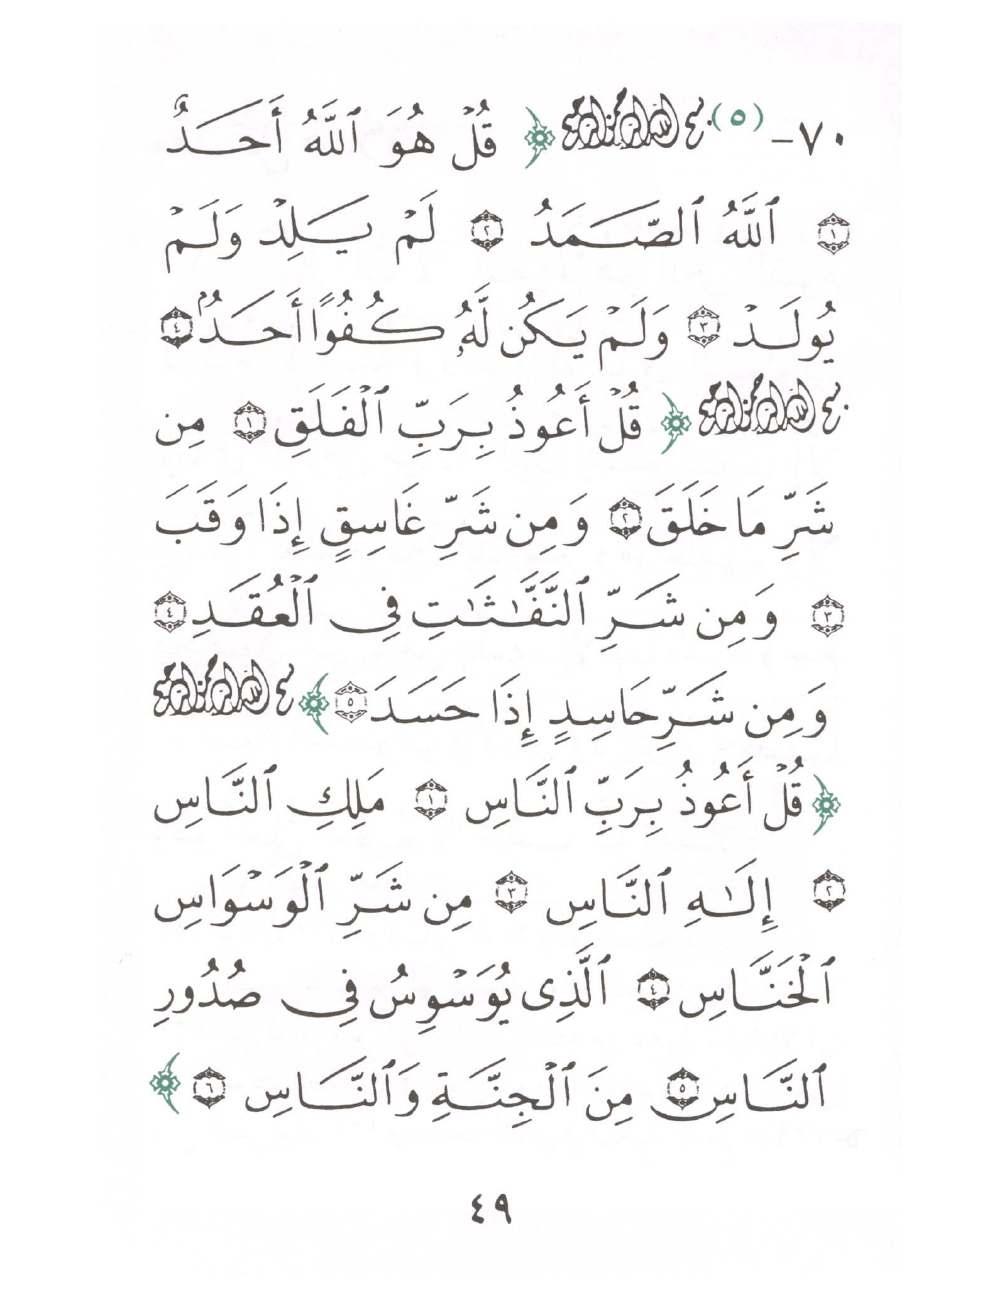 ٧٠- (٥) بسم الله الرحمن الرحيم ﴿ قُلْ هُوَ ٱللَّهُ أَحَدٌ
١ ٱللَّهُ ٱلصَّمَدُ ٢ لَمْ يَلِدْ وَلَمْ
يُولَدْ ٣ وَلَمْ يَكُن لَّهُۥ كُفُوًا أَحَدٌۢ ٤
بسم الله الرحمن الرحيم ﴿ قُلْ أَعُوذُ بِرَبِّ ٱلْفَلَقِ ١ مِن
شَرِّ مَا خَلَقَ ٢ وَمِن شَرِّ غَاسِقٍ إِذَا وَقَبَ
٣ وَمِن شَرِّ ٱلنَّفَّـٰثَـٰتِ فِى ٱلْعُقَدِ ٤
وَمِن شَرِّ حَاسِدٍ إِذَا حَسَدَ ٥ ﴾ بسم الله الرحمن الرحيم
﴿ قُلْ أَعُوذُ بِرَبِّ ٱلنَّاسِ ١ مَلِكِ ٱلنَّاسِ
٢ إِلَـٰهِ ٱلنَّاسِ ٣ مِن شَرِّ ٱلْوَسْوَاسِ
ٱلْخَنَّاسِ ٤ ٱلَّذِى يُوَسْوِسُ فِى صُدُورِ
ٱلنَّاسِ ٥ مِنَ ٱلْجِنَّةِ وَٱلنَّاسِ ٦ ﴾
٤٩